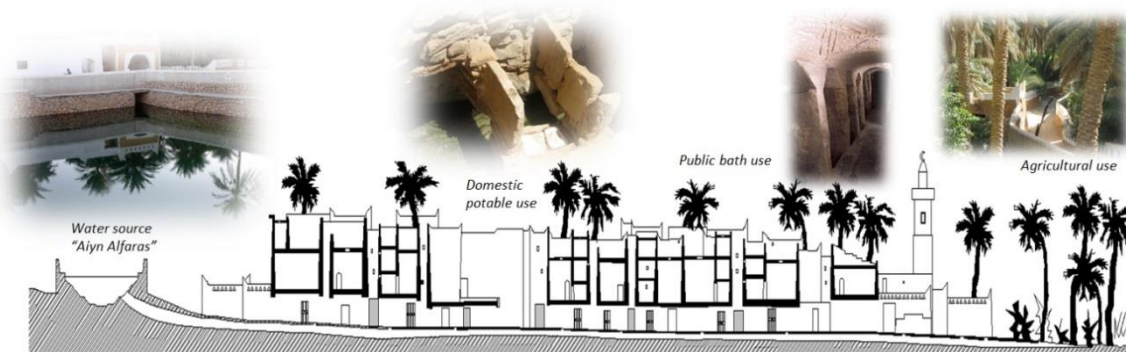 Water source
"Aiyn Alfaras"
Domestic
potable use
Public bath use
Agricultural use